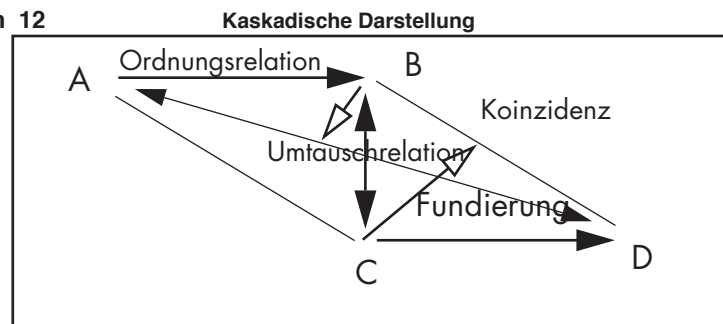 12 Kaskadische Darstellung
Ordnungsrelation
A
B
Koinzidenz
Umtauschrelation
Fundierung
C
D